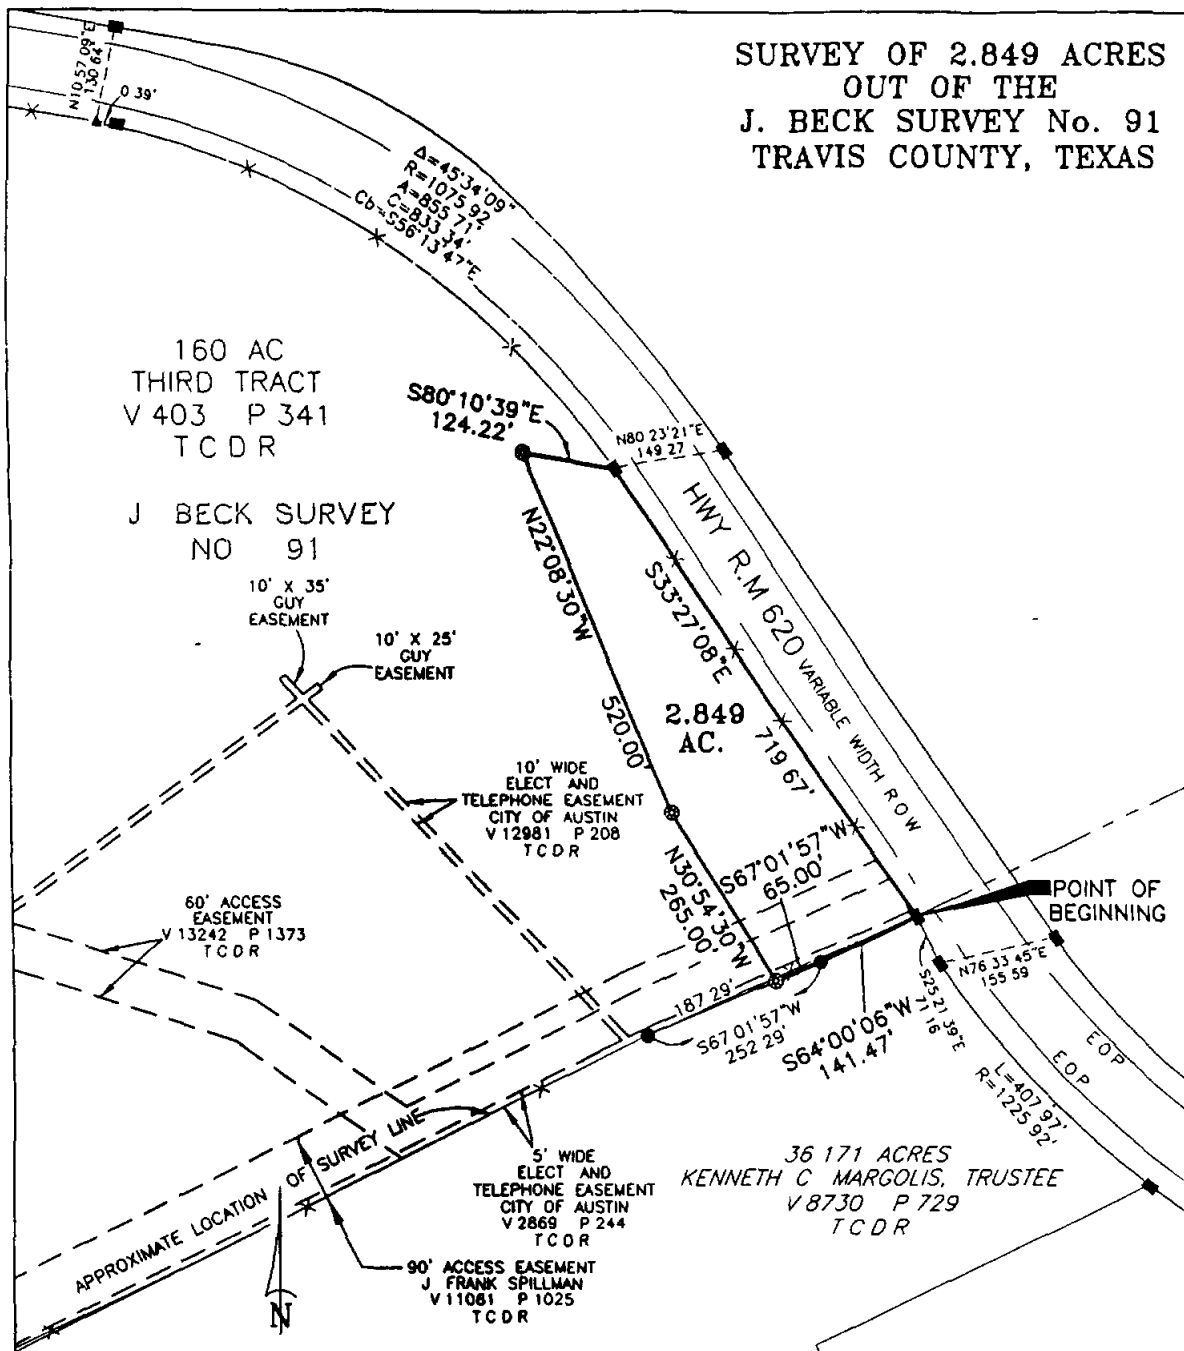 SURVEY OF 2.849 ACRES
OUT OF THE
J. BECK SURVEY No. 91
TRAVIS COUNTY, TEXAS
N10 57 09"E
130 64'
0 39'
Δ=45°34'09"
R=1075 92'
A=855 71'
C=833 34'
Cb=S56°13'47"E
160 AC
THIRD TRACT
V 403 P 341
T C D R
S80°10'39"E
124.22'
N80 23'21"E
149 27
J BECK SURVEY
NO 91
HWY R.M 620 VARIABLE WIDTH R O W
N22°08'30"W
520.00'
S33°27'08"E
719 67'
10' X 35'
GUY
EASEMENT
10' X 25'
GUY
EASEMENT
2.849
AC.
10' WIDE
ELECT AND
TELEPHONE EASEMENT
CITY OF AUSTIN
V 12981 P 208
T C D R
N30°54'30"W
265.00'
S67°01'57"W
65.00'
60' ACCESS
EASEMENT
V 13242 P 1373
T C D R
POINT OF
BEGINNING
N76 33 45"E
155 59
187 29'
S67 01'57"W
252 29'
S64°00'06"W
141.47'
S25 21 39"E
71 16
EOP
EOP
L=407 97'
R=1225 92'
APPROXIMATE LOCATION OF SURVEY LINE
5' WIDE
ELECT AND
TELEPHONE EASEMENT
CITY OF AUSTIN
V 2869 P 244
T C D R
36 171 ACRES
KENNETH C MARGOLIS, TRUSTEE
V 8730 P 729
T C D R
90' ACCESS EASEMENT
J FRANK SPILLMAN
V 11081 P 1025
T C D R
N